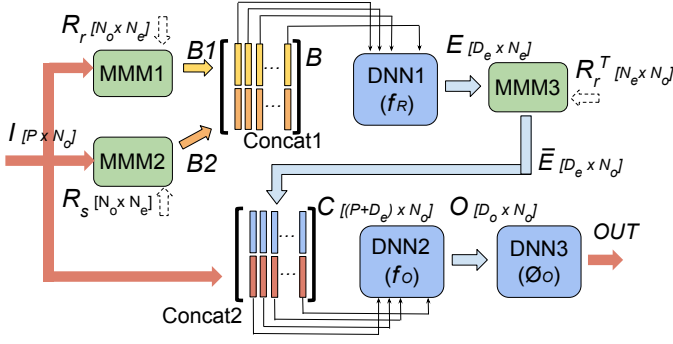 R_r [N_o x N_e]
MMM1
B1
B
...
...
Concat1
DNN1
(f_R)
E [D_e x N_e]
MMM3
R_r^T [N_e x N_o]
I [P x N_o]
MMM2
B2
R_s [N_o x N_e]
Ē [D_e x N_o]
C [(P+D_e) x N_o]
...
...
Concat2
DNN2
(f_O)
O [D_o x N_o]
DNN3
(Ø_O)
OUT